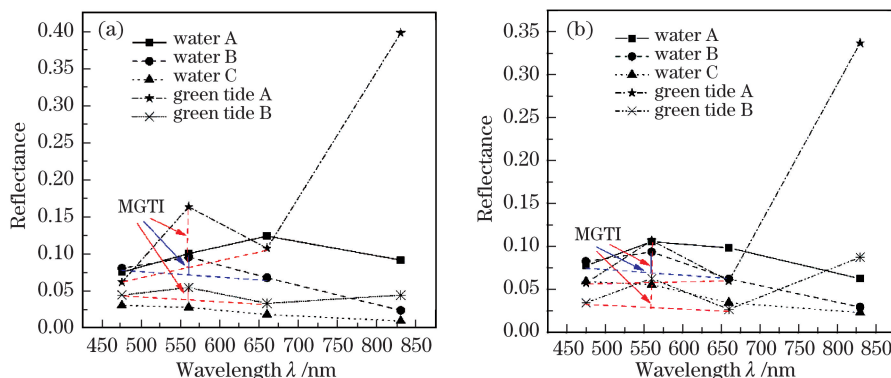 (a)
water A
water B
water C
green tide A
green tide B
MGTI
0.40
0.35
0.30
0.25
0.20
0.15
0.10
0.05
0.00
Reflectance
450 500 550 600 650 700 750 800 850
Wavelength λ /nm
(b)
water A
water B
water C
green tide A
green tide B
MGTI
0.35
0.30
0.25
0.20
0.15
0.10
0.05
0.00
Reflectance
450 500 550 600 650 700 750 800 850
Wavelength λ /nm